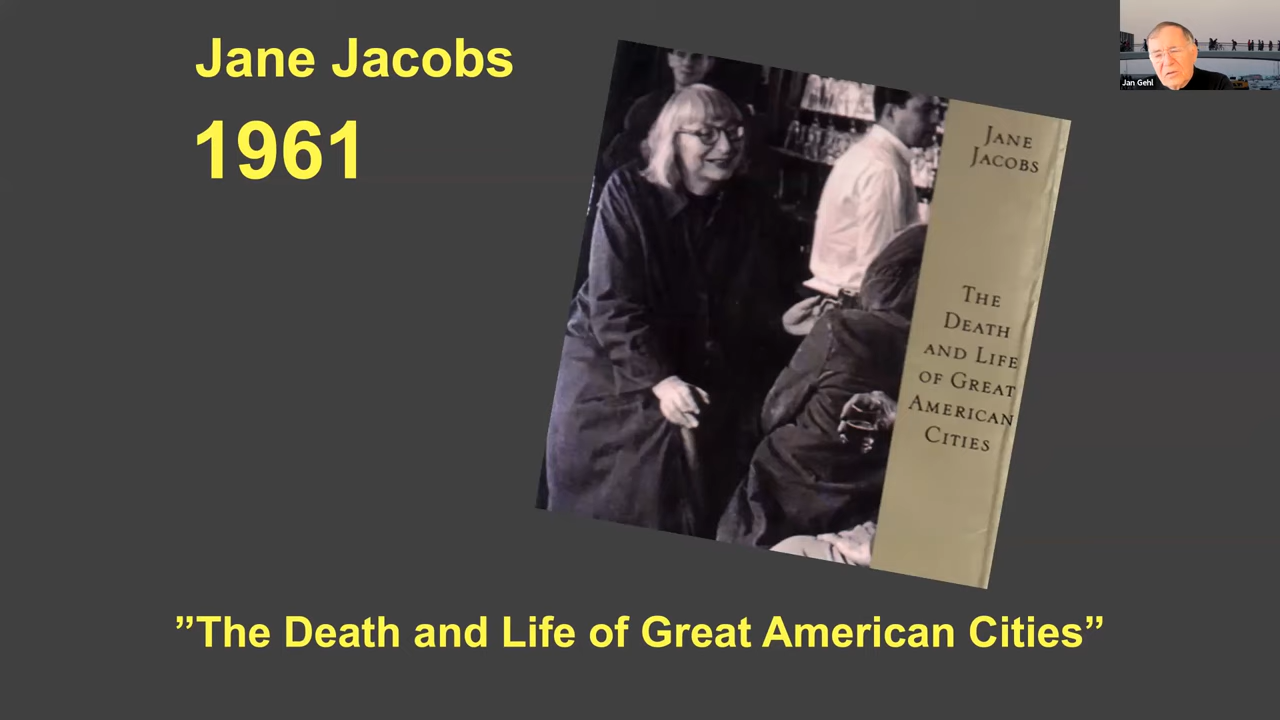 Jane Jacobs
1961
Jan Gehl
JANE
JACOBS
THE
DEATH
AND LIFE
OF GREAT
AMERICAN
CITIES
”The Death and Life of Great American Cities”